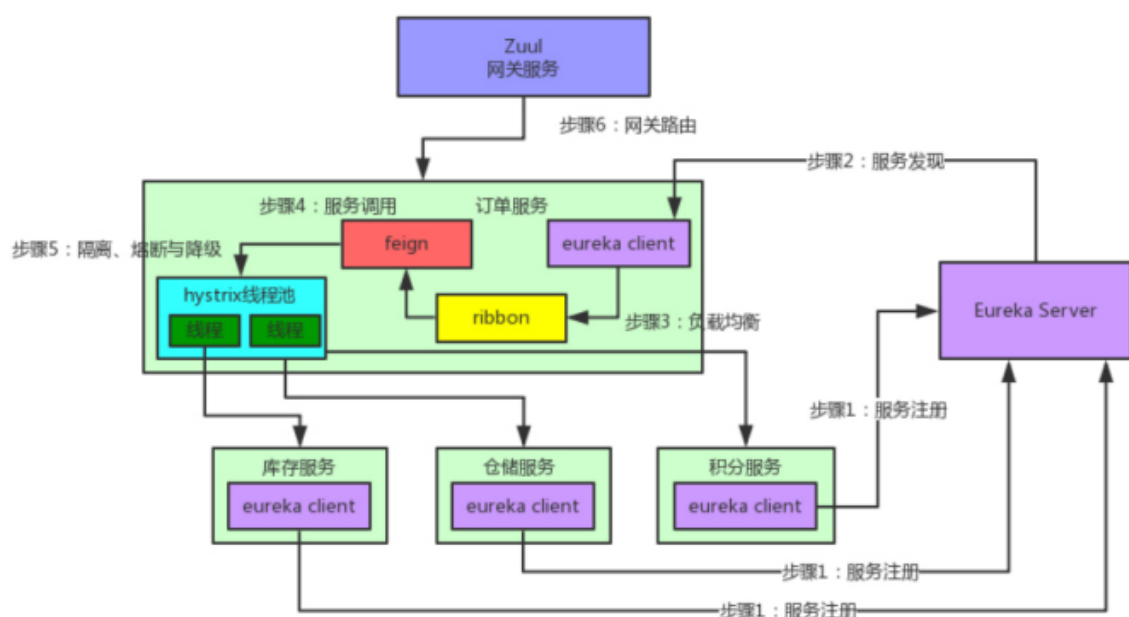 Zuul
网关服务
步骤6：网关路由
步骤2：服务发现
步骤4：服务调用
订单服务
feign
eureka client
步骤5：隔离、熔断与降级
hystrix线程池
线程
线程
ribbon
步骤3：负载均衡
Eureka Server
步骤1：服务注册
库存服务
仓储服务
积分服务
eureka client
eureka client
eureka client
步骤1：服务注册
步骤1：服务注册